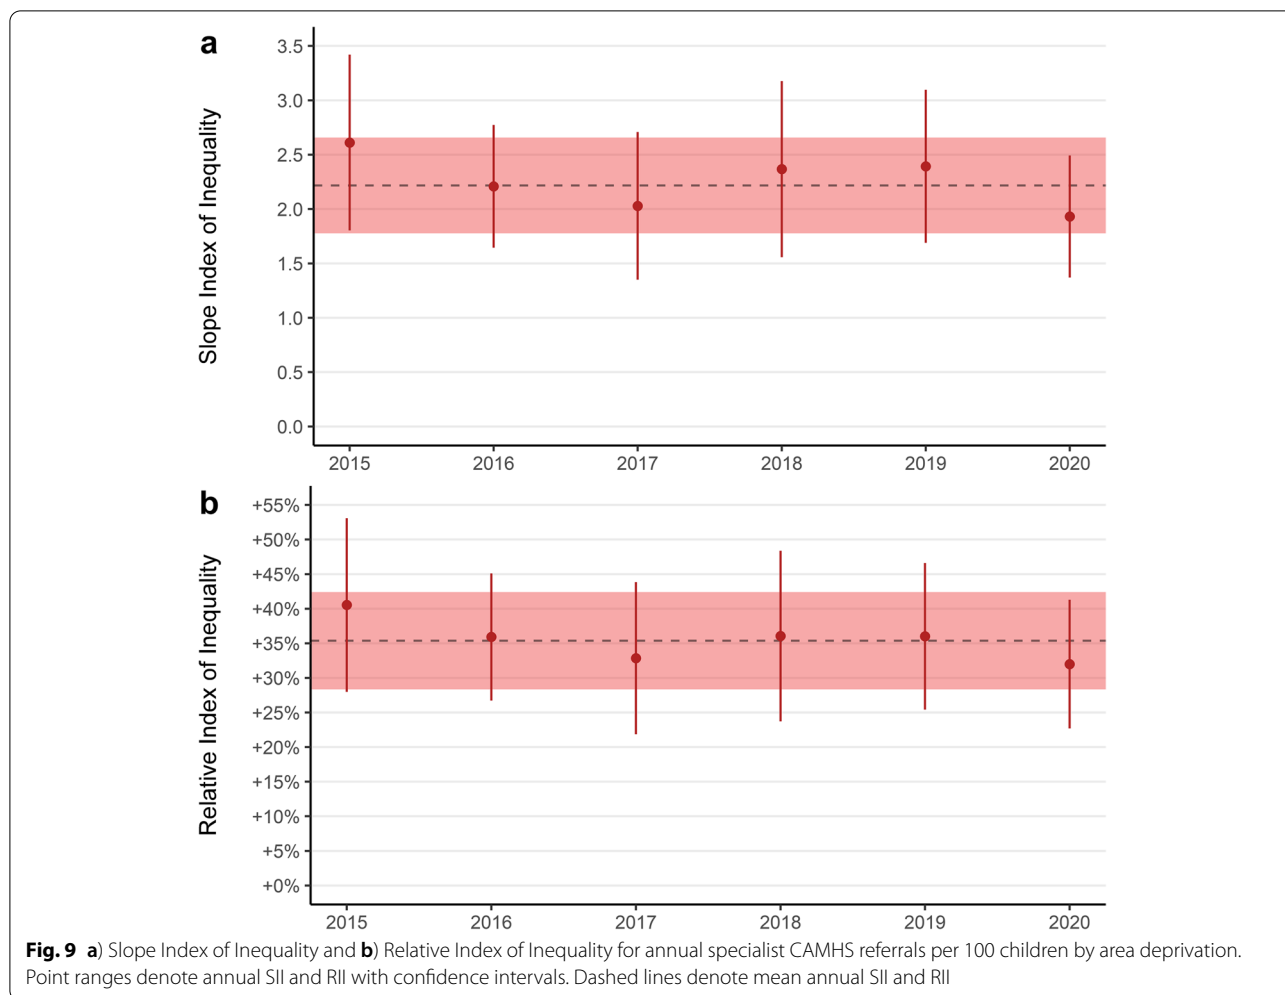 a
Slope Index of Inequality
3.5
3.0
2.5
2.0
1.5
1.0
0.5
0.0
2015 2016 2017 2018 2019 2020
b
Relative Index of Inequality
+55%
+50%
+45%
+40%
+35%
+30%
+25%
+20%
+15%
+10%
+5%
+0%
2015 2016 2017 2018 2019 2020
Fig. 9 a) Slope Index of Inequality and b) Relative Index of Inequality for annual specialist CAMHS referrals per 100 children by area deprivation.
Point ranges denote annual SII and RII with confidence intervals. Dashed lines denote mean annual SII and RII